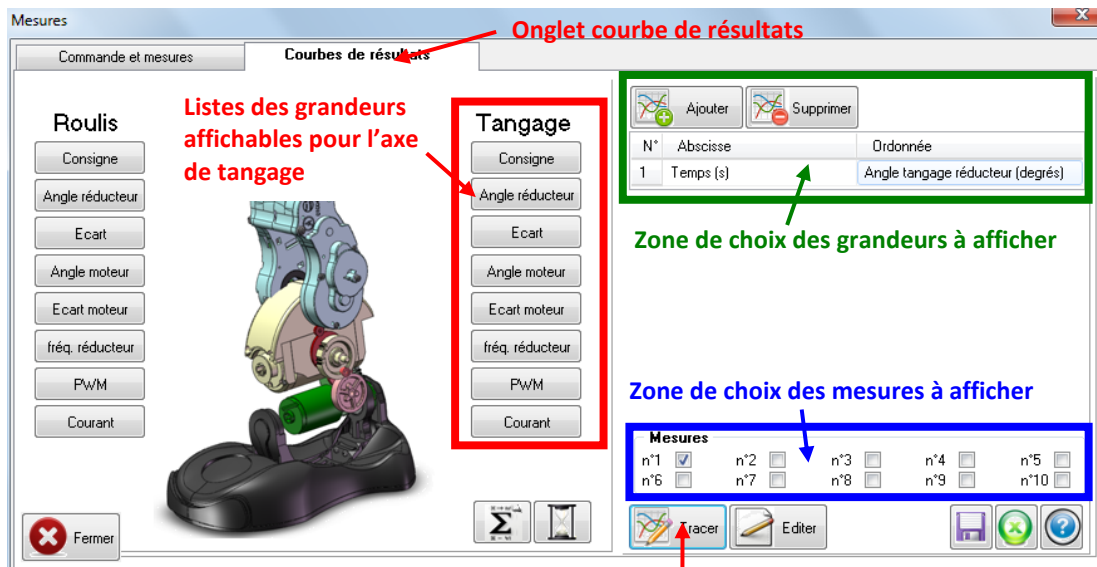 Mesures
Onglet courbe de résultats
Commande et mesures
Courbes de résultats
Listes des grandeurs
affichables pour l'axe
de tangage
Roulis
Consigne
Angle réducteur
Ecart
Angle moteur
Ecart moteur
fréq. réducteur
PWM
Courant
Fermer
Tangage
Consigne
Angle réducteur
Ecart
Angle moteur
Ecart moteur
fréq. réducteur
PWM
Courant
Ajouter
Supprimer
N° Abscisse Ordonnée
1 Temps (s) Angle tangage réducteur (degrés)
Zone de choix des grandeurs à afficher
Zone de choix des mesures à afficher
Mesures
n°1 n°2 n°3 n°4 n°5
n°6 n°7 n°8 n°9 n°10
Tracer
Editer